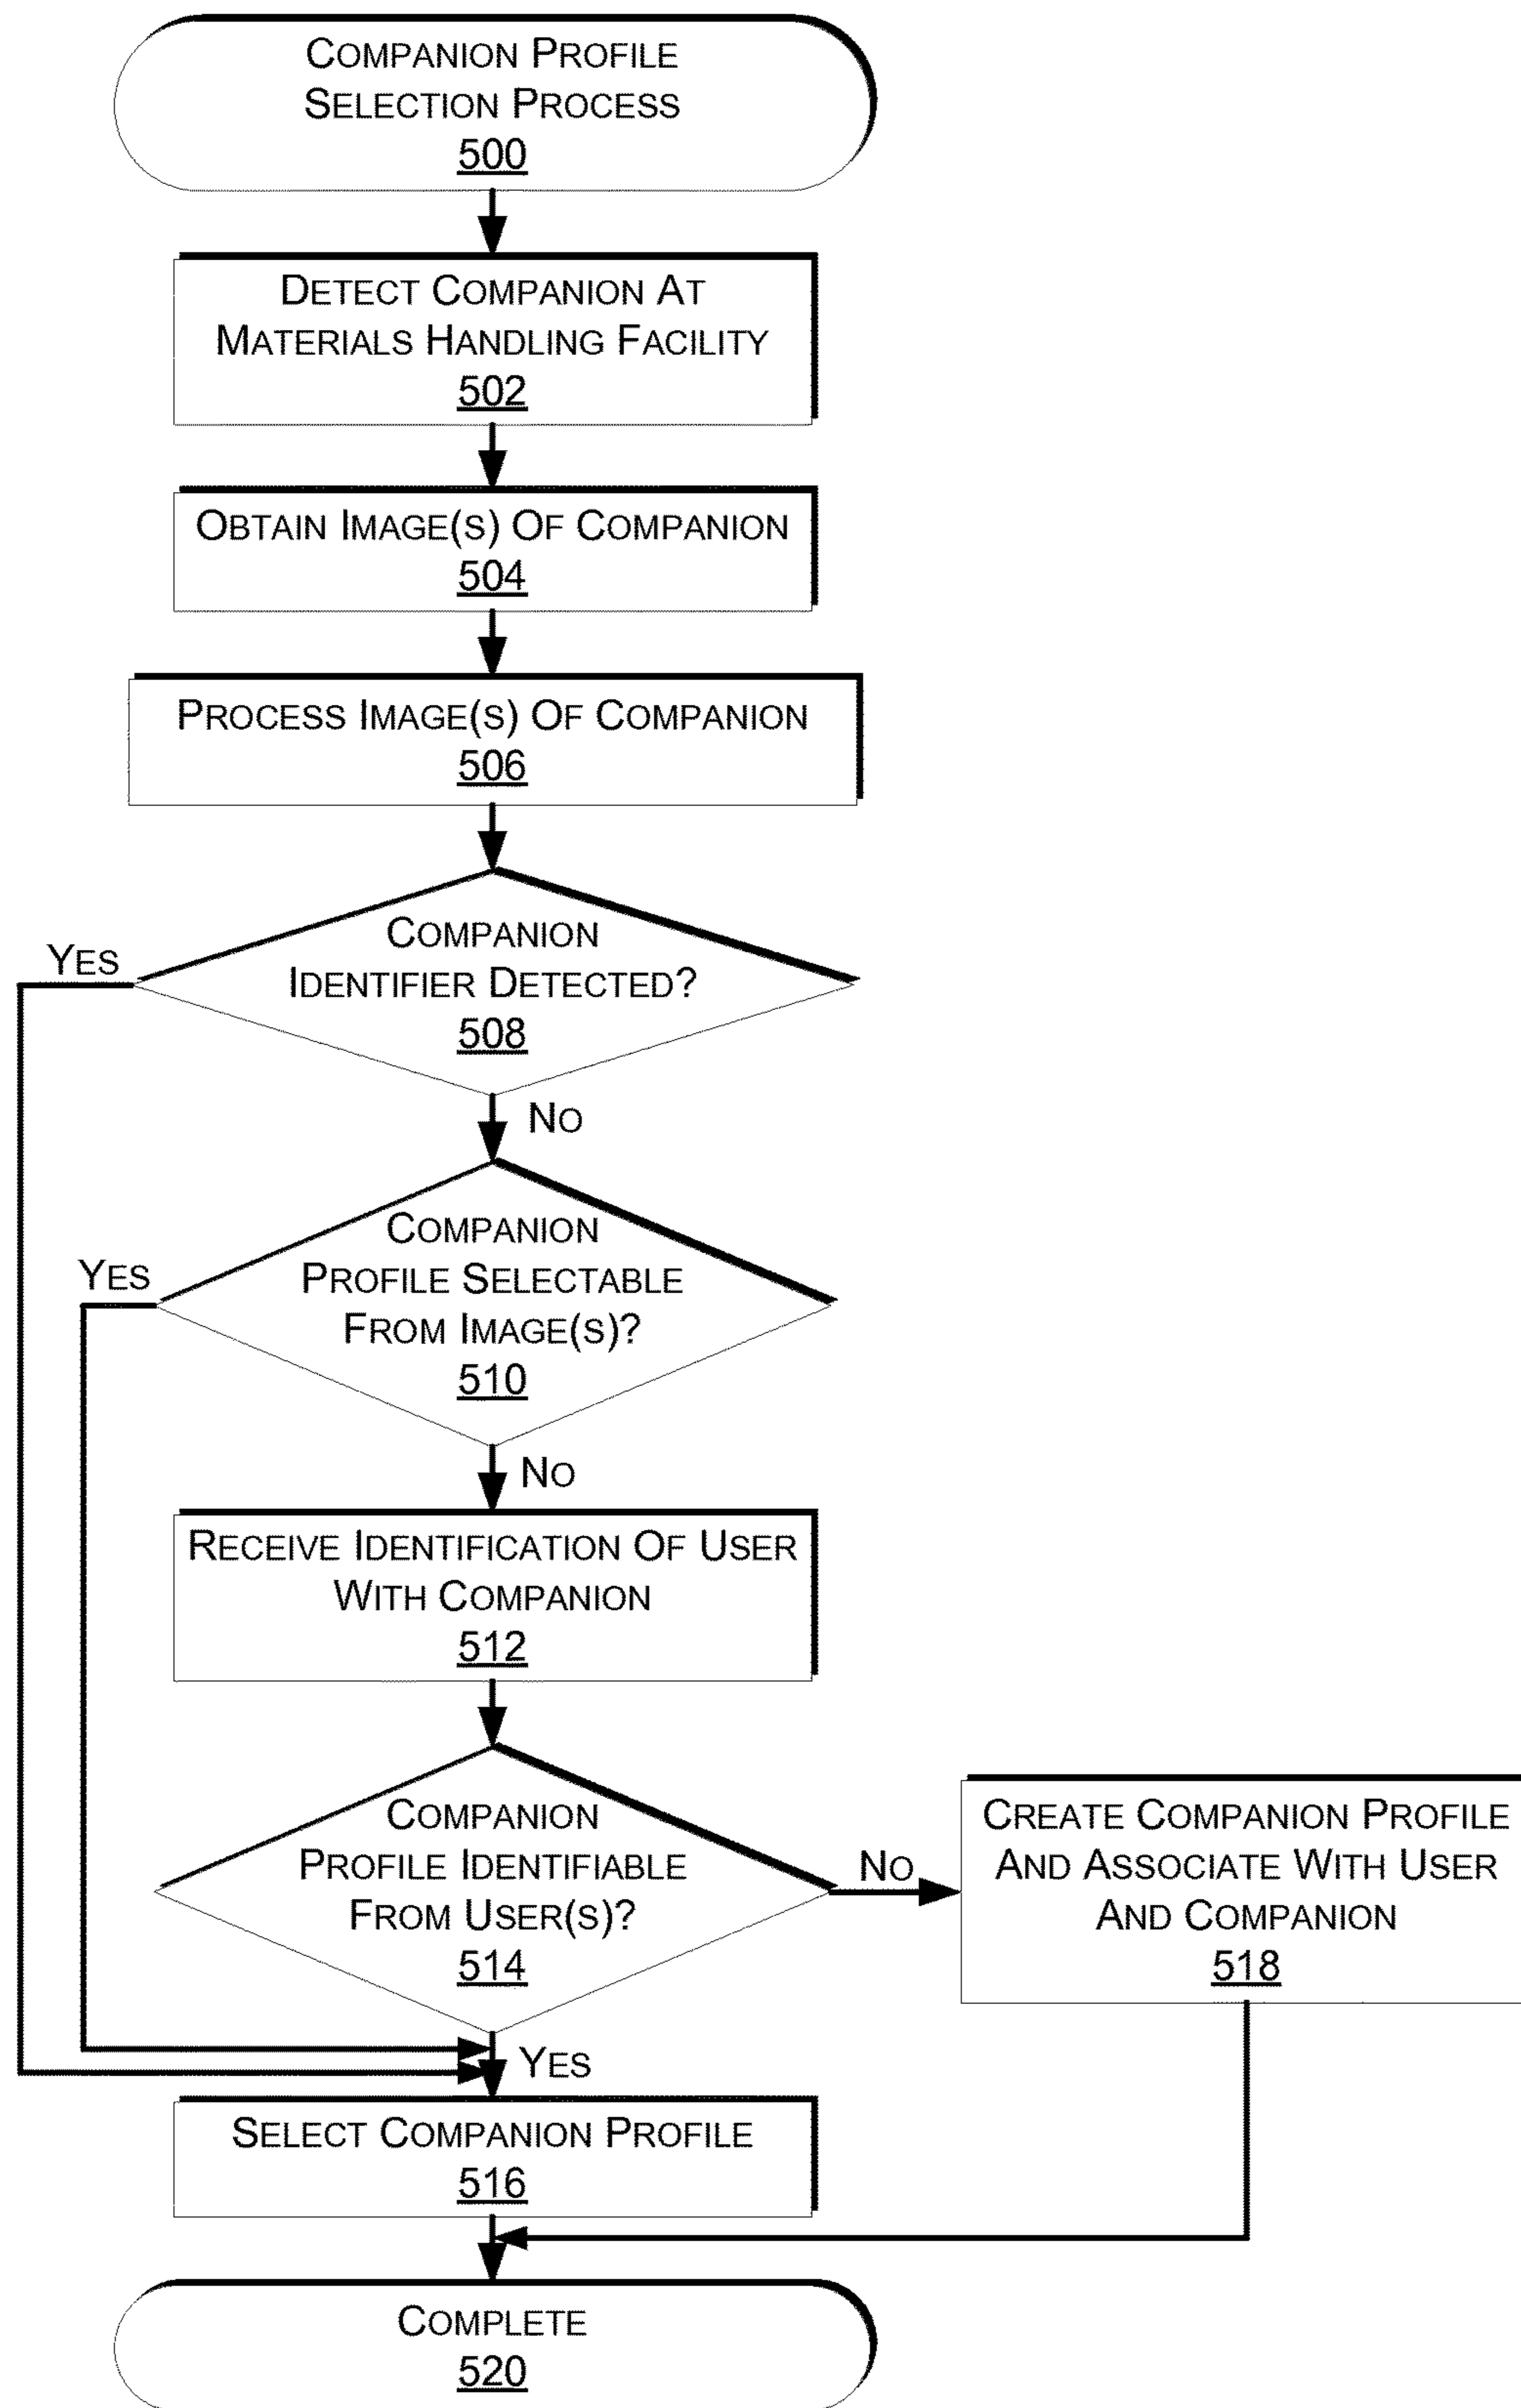 COMPANION PROFILE
SELECTION PROCESS
500
DETECT COMPANION AT
MATERIALS HANDLING FACILITY
502
OBTAIN IMAGE(S) OF COMPANION
504
PROCESS IMAGE(S) OF COMPANION
506
COMPANION
IDENTIFIER DETECTED?
508
YES
NO
COMPANION
PROFILE SELECTABLE
FROM IMAGE(S)?
510
YES
NO
RECEIVE IDENTIFICATION OF USER
WITH COMPANION
512
COMPANION
PROFILE IDENTIFIABLE
FROM USER(S)?
514
NO
CREATE COMPANION PROFILE
AND ASSOCIATE WITH USER
AND COMPANION
518
YES
SELECT COMPANION PROFILE
516
COMPLETE
520